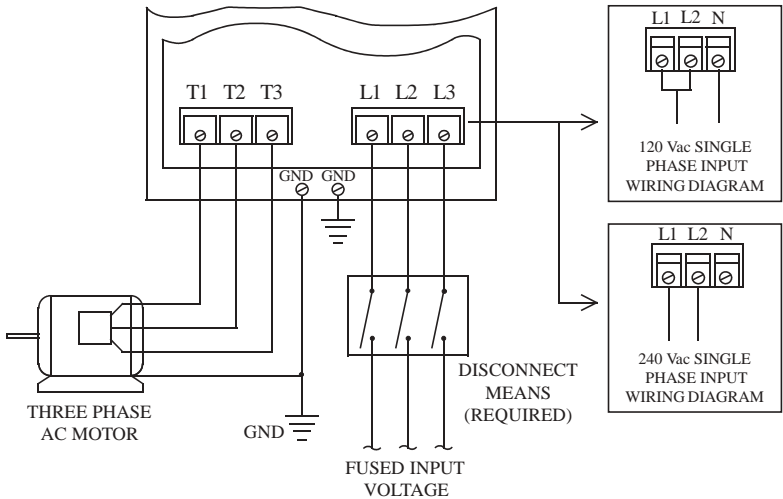 T1 T2 T3
L1 L2 L3
GND GND
THREE PHASE
AC MOTOR
GND
DISCONNECT
MEANS
(REQUIRED)
FUSED INPUT
VOLTAGE
L1 L2 N
120 Vac SINGLE
PHASE INPUT
WIRING DIAGRAM
L1 L2 N
240 Vac SINGLE
PHASE INPUT
WIRING DIAGRAM